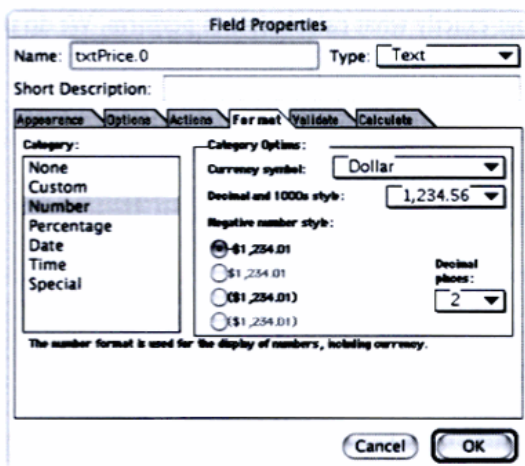 Field Properties
Name: txtPrice.0 Type: Text
Short Description:
Appearance Options Actions Format Validate Calculate
Category:
None
Custom
Number
Percentage
Date
Time
Special
Category Options:
Currency symbol: Dollar
Decimal and 1000s style: 1,234.56
Negative number style:
-$1,234.01
$1,234.01
($1,234.01)
($1,234.01)
Decimal places:
2
The number format is used for the display of numbers, including currency.
Cancel OK